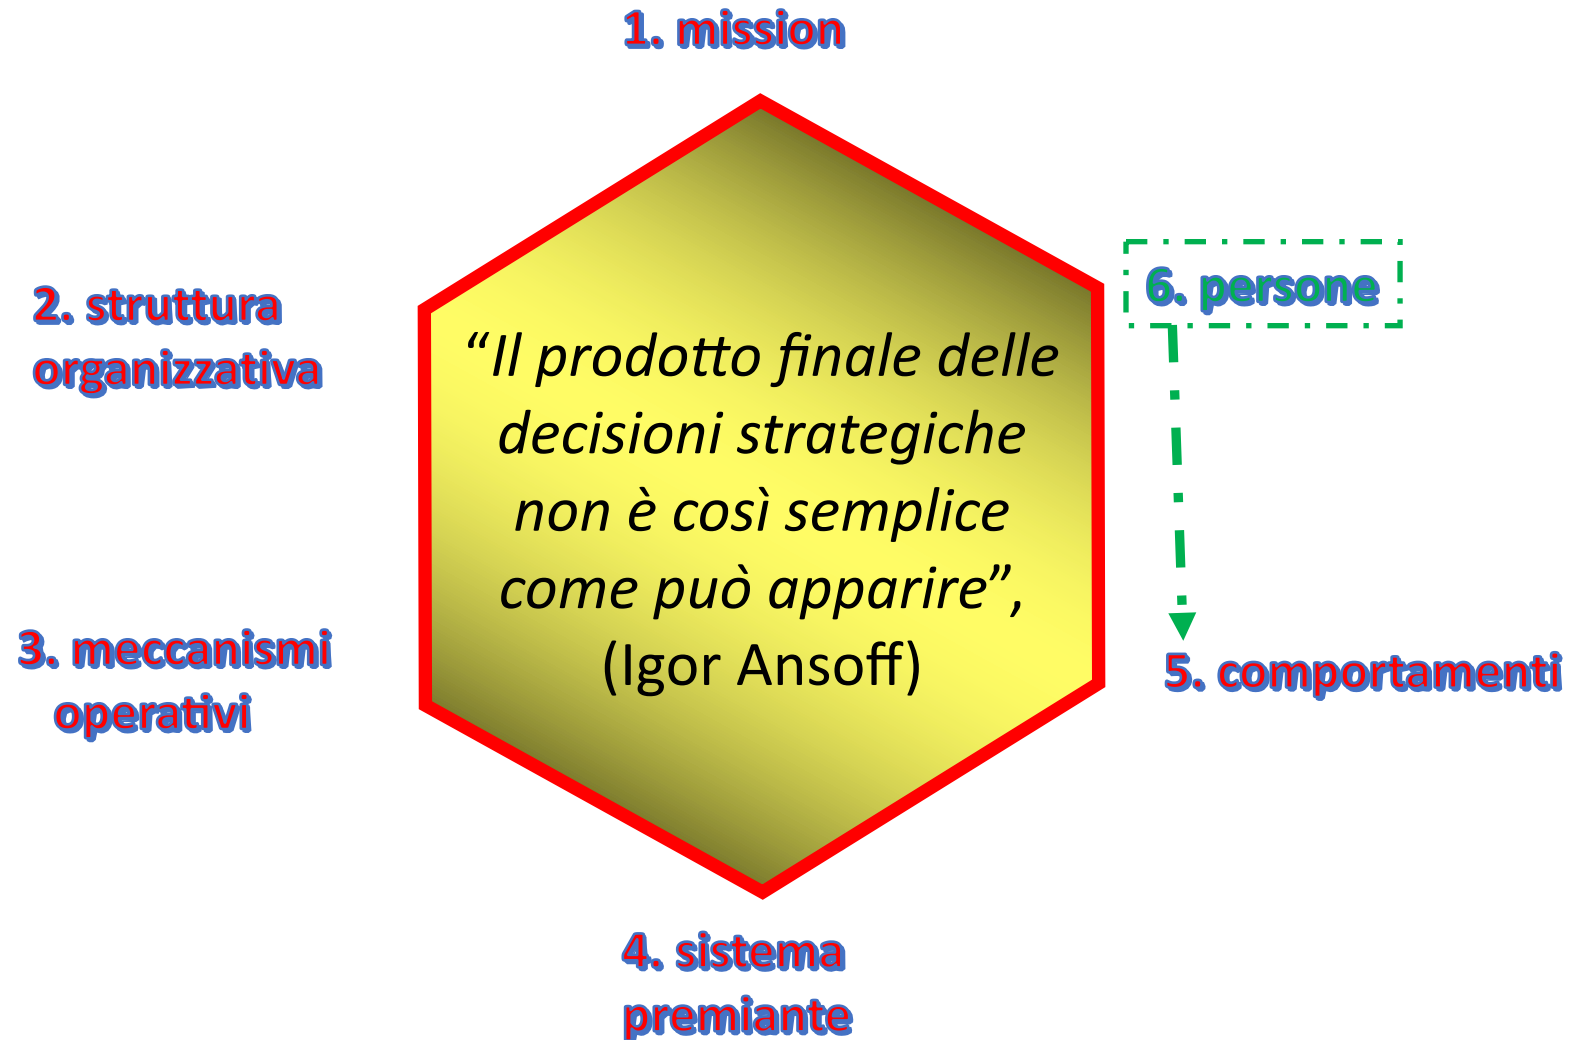 1. mission
2. struttura
organizzativa
3. meccanismi
operativi
“Il prodotto finale delle
decisioni strategiche
non è così semplice
come può apparire”,
(Igor Ansoff)
6. persone
5. comportamenti
4. sistema
premiante